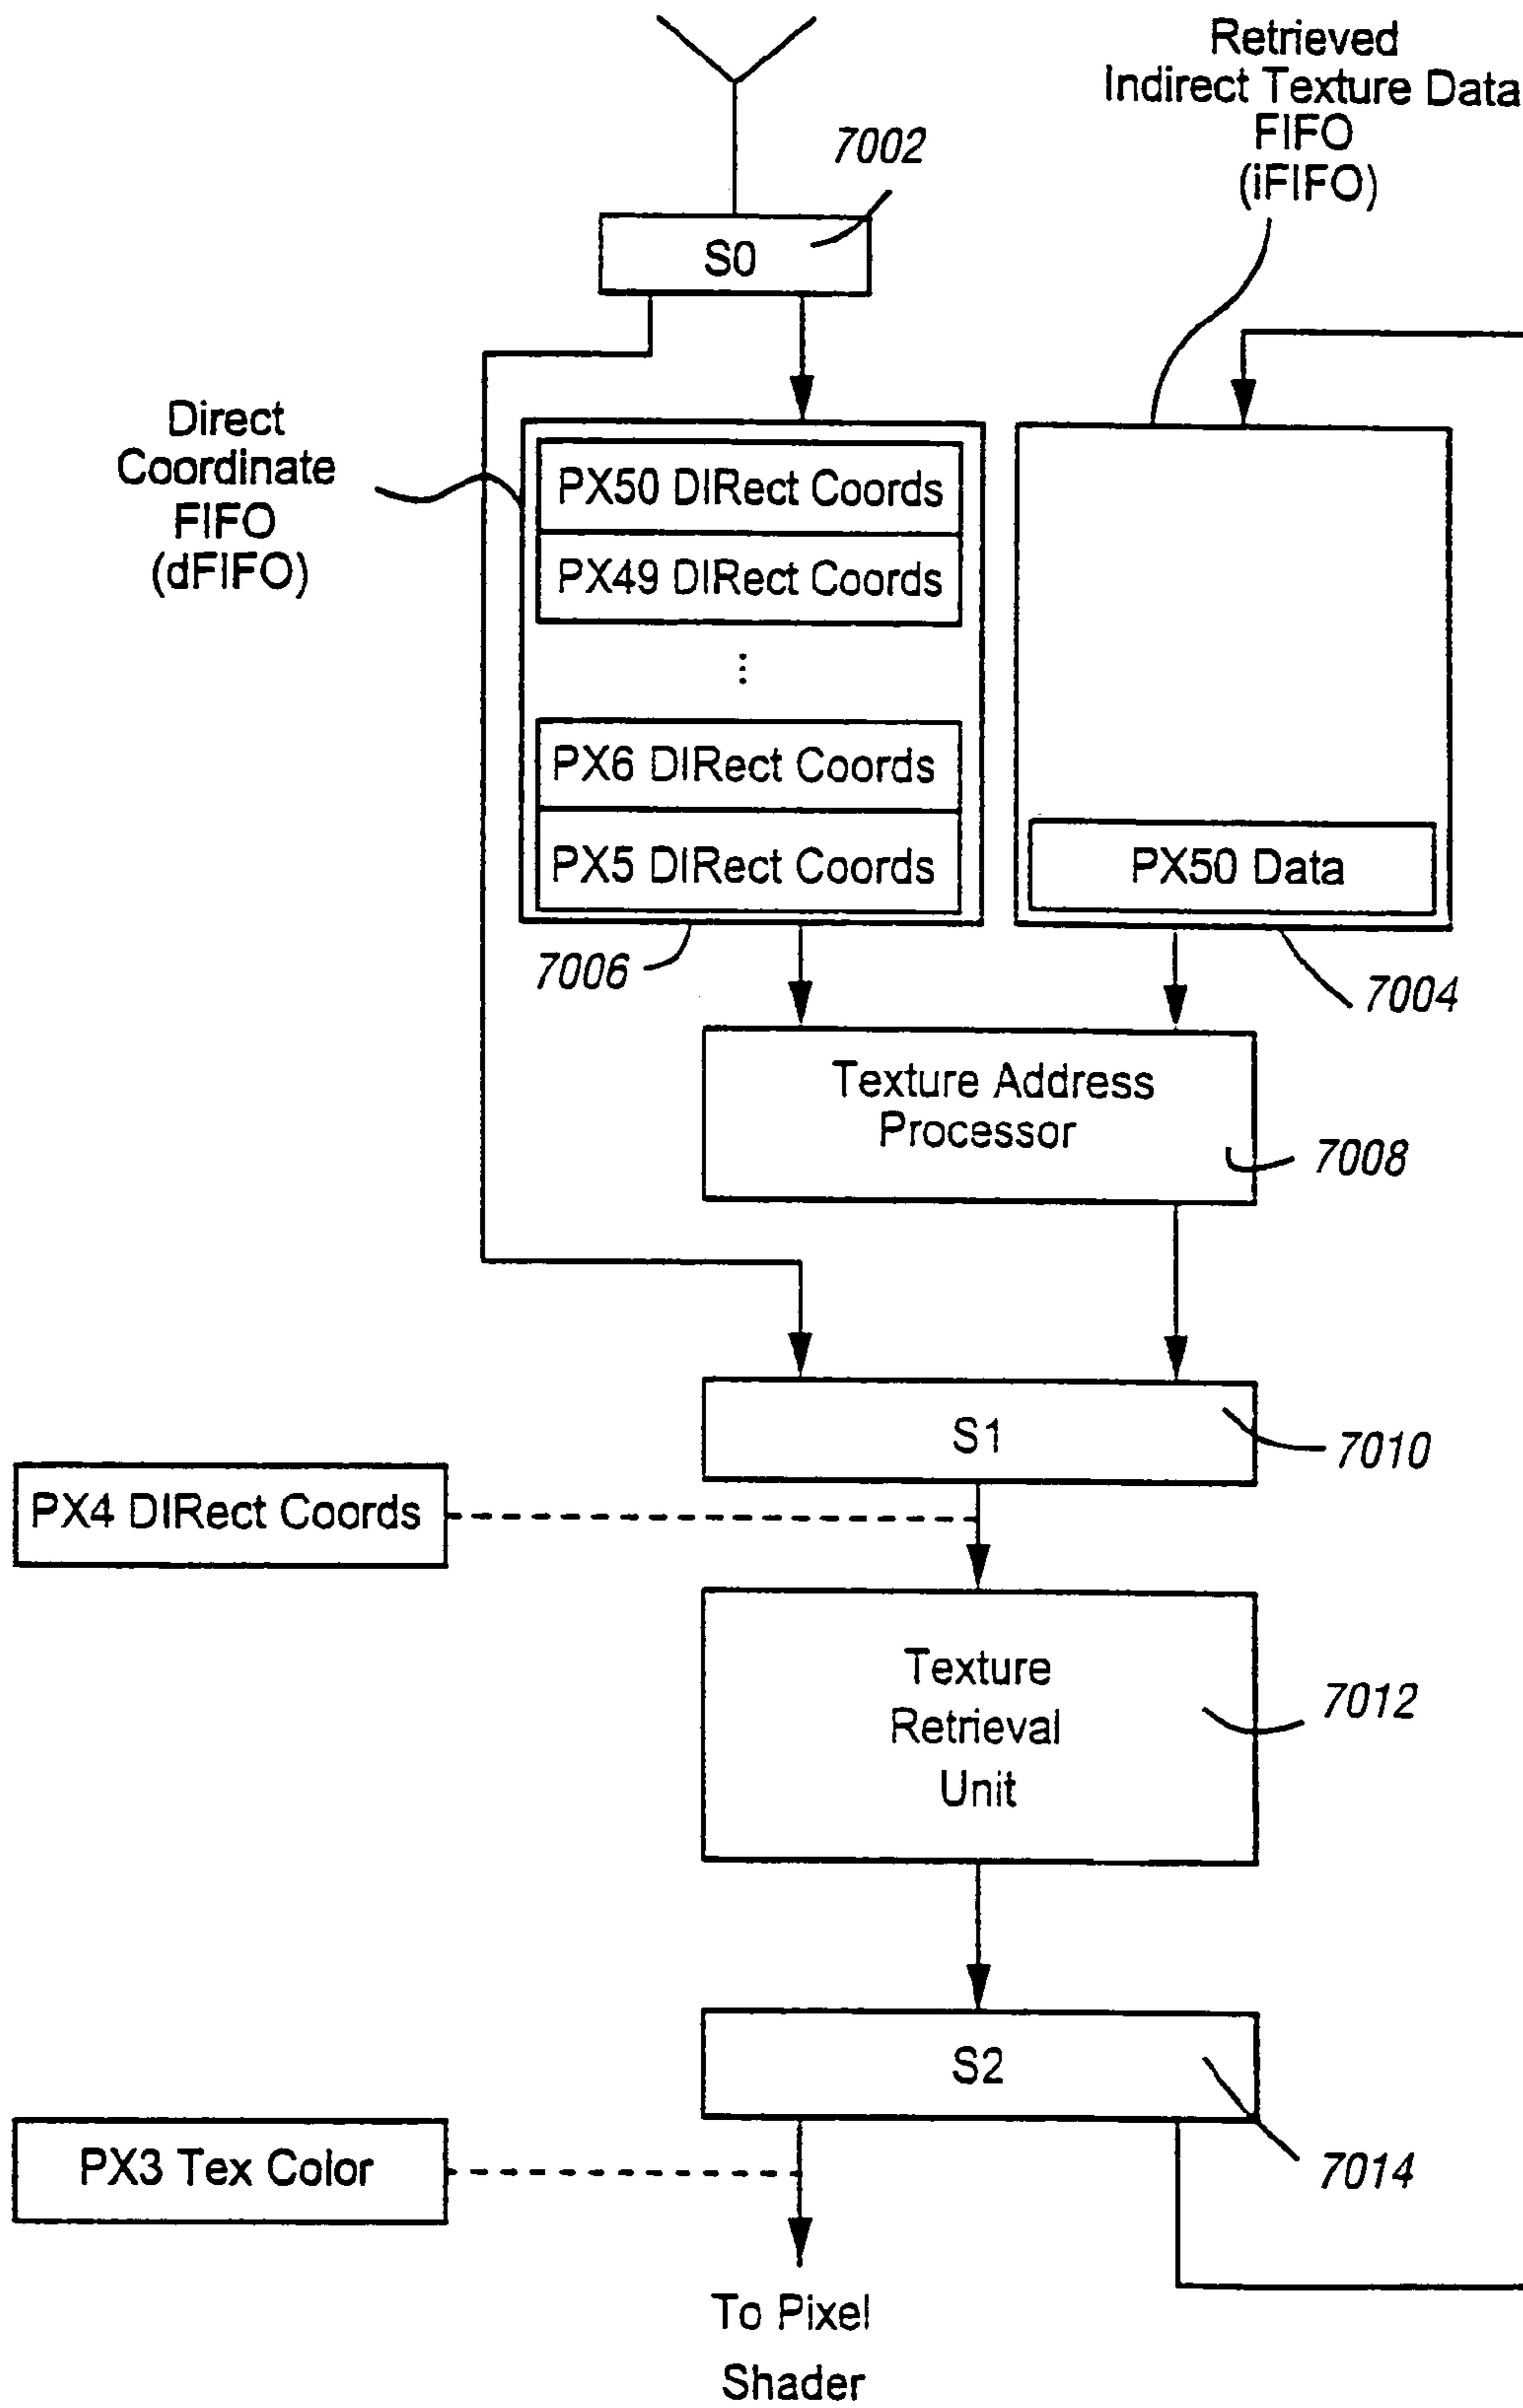 Retrieved
Indirect Texture Data
FIFO
(iFIFO)
7002
S0
Direct
Coordinate
FIFO
(dFIFO)
PX50 DIRect Coords
PX49 DIRect Coords
⋮
PX6 DIRect Coords
PX5 DIRect Coords
PX50 Data
7006
7004
Texture Address
Processor
7008
S1
7010
PX4 DIRect Coords
Texture
Retrieval
Unit
7012
S2
7014
PX3 Tex Color
To Pixel
Shader